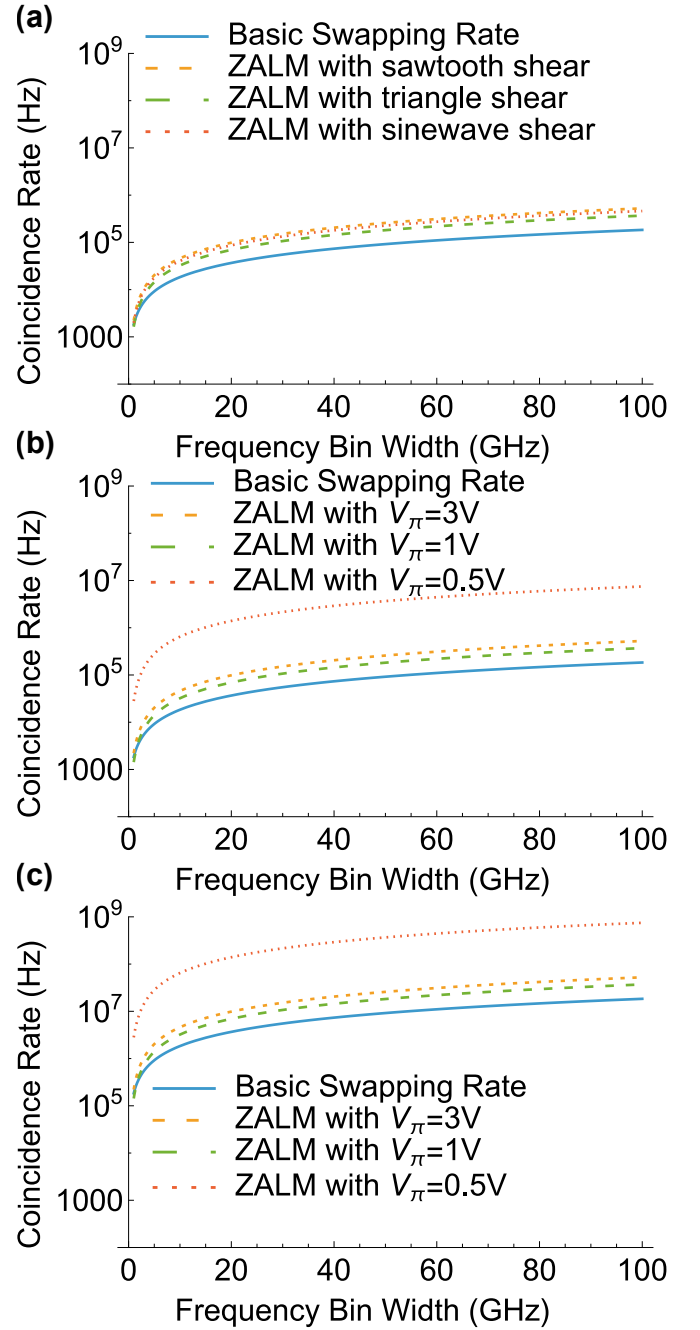 (a)
10^9
10^7
10^5
1000
Coincidence Rate (Hz)
Basic Swapping Rate
ZALM with sawtooth shear
ZALM with triangle shear
ZALM with sinewave shear
0 20 40 60 80 100
Frequency Bin Width (GHz)
(b)
10^9
10^7
10^5
1000
Coincidence Rate (Hz)
Basic Swapping Rate
ZALM with V_π=3V
ZALM with V_π=1V
ZALM with V_π=0.5V
0 20 40 60 80 100
Frequency Bin Width (GHz)
(c)
10^9
10^7
10^5
1000
Coincidence Rate (Hz)
Basic Swapping Rate
ZALM with V_π=3V
ZALM with V_π=1V
ZALM with V_π=0.5V
0 20 40 60 80 100
Frequency Bin Width (GHz)